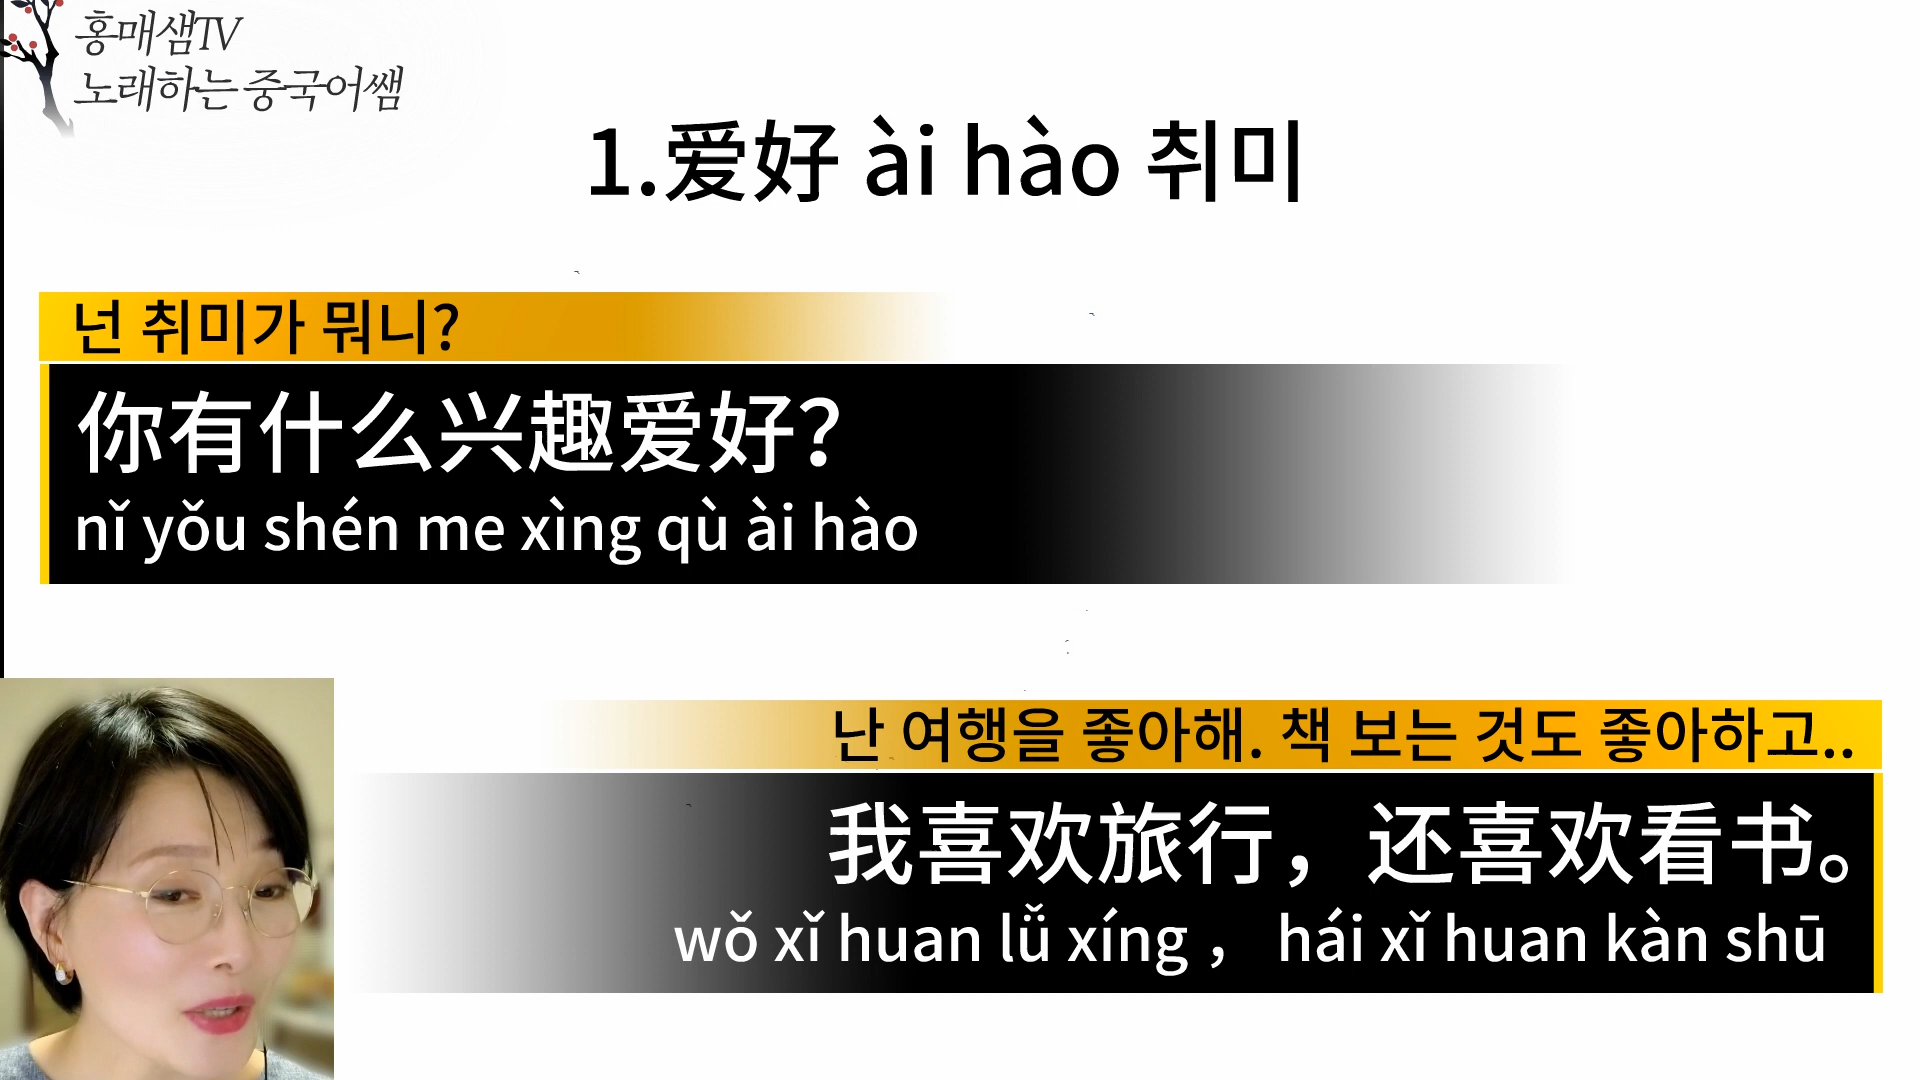 홍매샘TV
노래하는 중국어쌤
1.爱好 ài hào 취미
넌 취미가 뭐니?
你有什么兴趣爱好?
nǐ yǒu shén me xìng qù ài hào
난 여행을 좋아해. 책 보는 것도 좋아하고..
我喜欢旅行，还喜欢看书。
wǒ xǐ huan lǚ xíng ， hái xǐ huan kàn shū